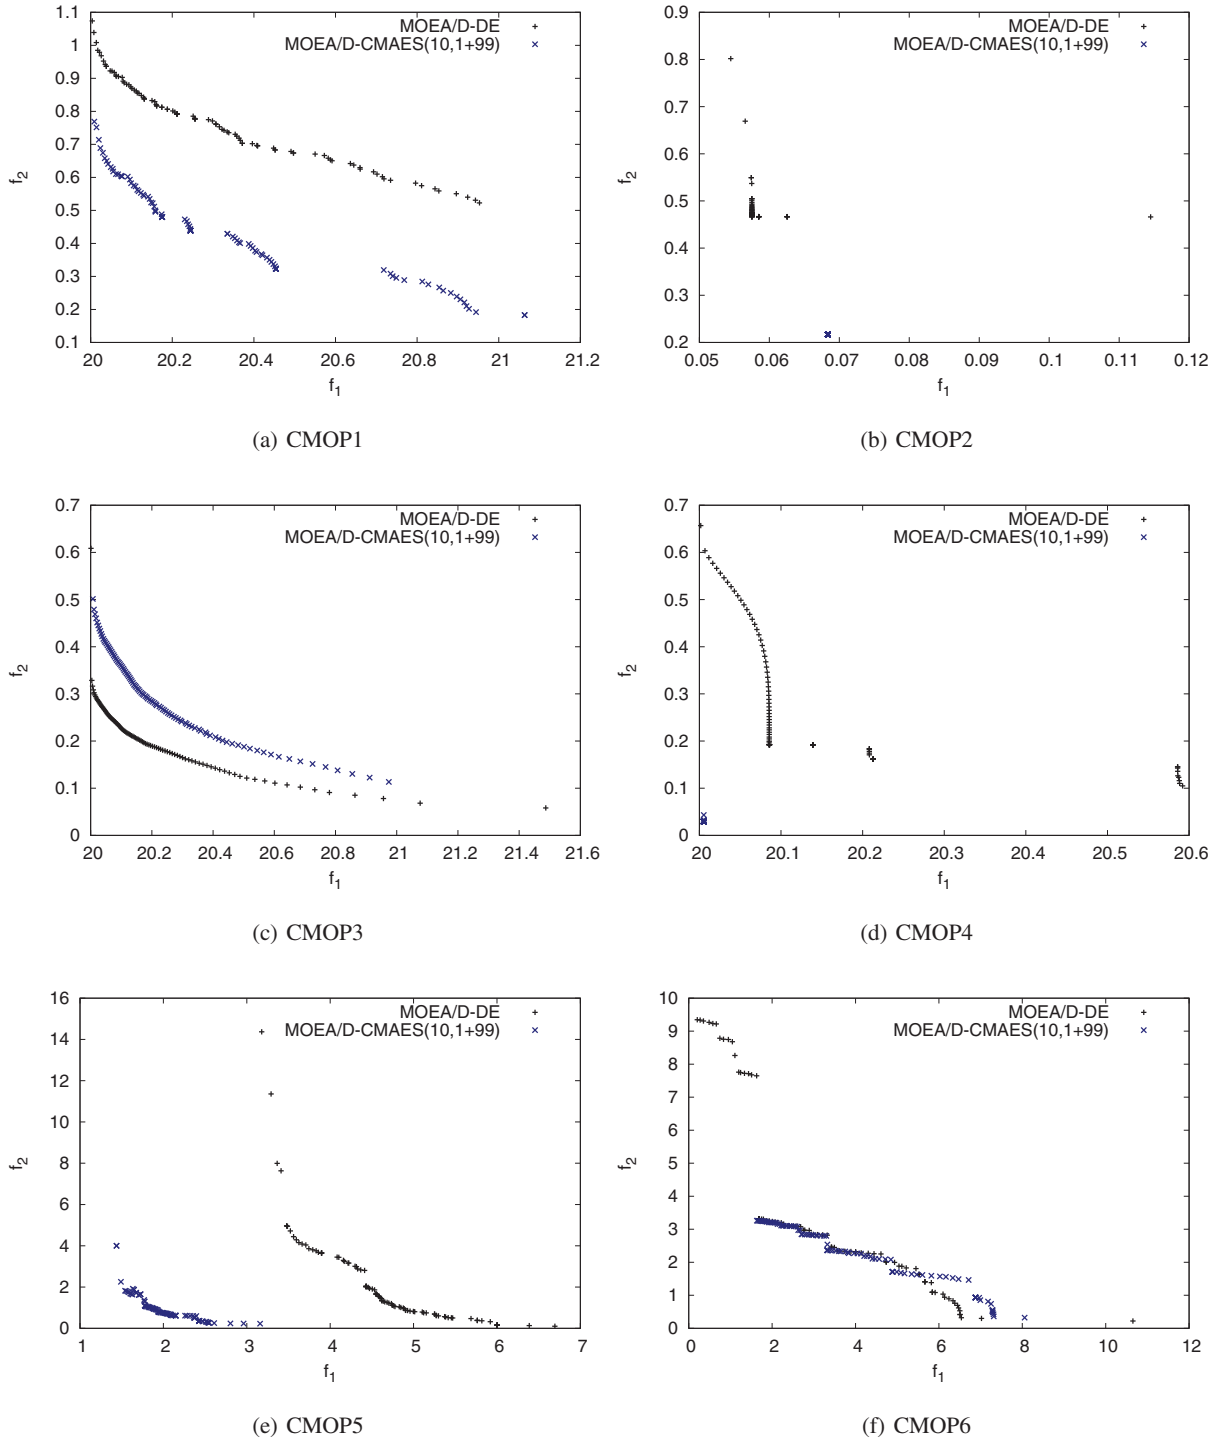 1.1
1
0.9
0.8
0.7
0.6
0.5
0.4
0.3
0.2
0.1
f2
MOEA/D-DE
MOEA/D-CMAES(10,1+99)
20 20.2 20.4 20.6 20.8 21 21.2
f1
(a) CMOP1
0.9
0.8
0.7
0.6
0.5
0.4
0.3
0.2
f2
MOEA/D-DE
MOEA/D-CMAES(10,1+99)
0.05 0.06 0.07 0.08 0.09 0.1 0.11 0.12
f1
(b) CMOP2
0.7
0.6
0.5
0.4
0.3
0.2
0.1
0
f2
MOEA/D-DE
MOEA/D-CMAES(10,1+99)
20 20.2 20.4 20.6 20.8 21 21.2 21.4 21.6
f1
(c) CMOP3
0.7
0.6
0.5
0.4
0.3
0.2
0.1
0
f2
MOEA/D-DE
MOEA/D-CMAES(10,1+99)
20 20.1 20.2 20.3 20.4 20.5 20.6
f1
(d) CMOP4
16
14
12
10
8
6
4
2
0
f2
MOEA/D-DE
MOEA/D-CMAES(10,1+99)
1 2 3 4 5 6 7
f1
(e) CMOP5
10
9
8
7
6
5
4
3
2
1
0
f2
MOEA/D-DE
MOEA/D-CMAES(10,1+99)
0 2 4 6 8 10 12
f1
(f) CMOP6